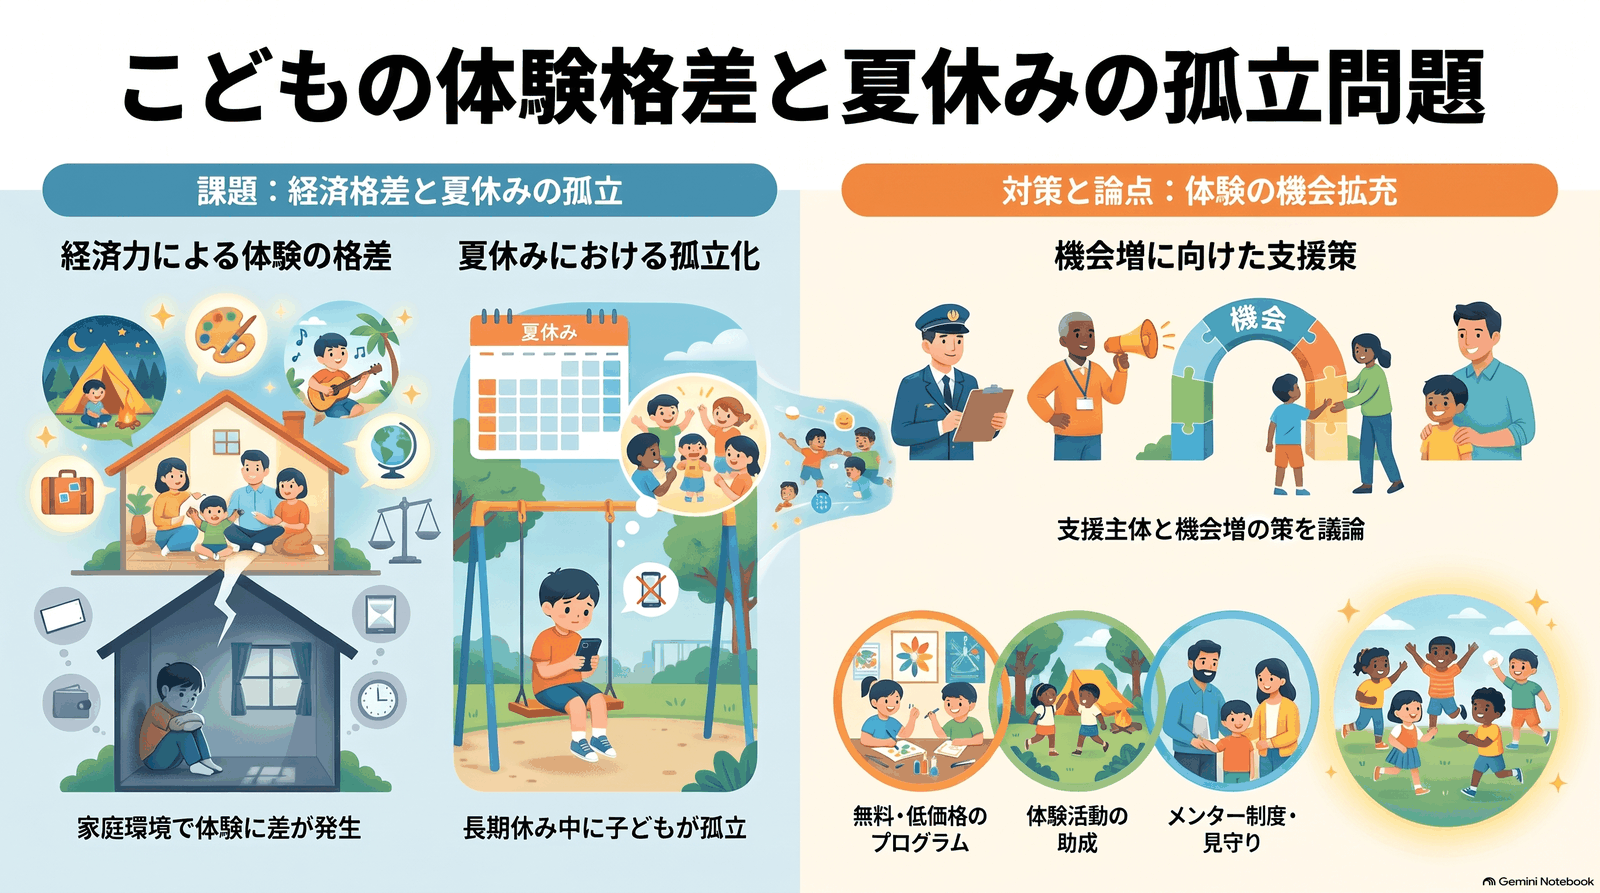 こどもの体験格差と夏休みの孤立問題
課題：経済格差と夏休みの孤立
経済力による体験の格差
夏休みにおける孤立化
夏休み
家庭環境で体験に差が発生
長期休み中に子どもが孤立
対策と論点：体験の機会拡充
機会増に向けた支援策
機会
支援主体と機会増の策を議論
無料・低価格の
プログラム
体験活動の
助成
メンター制度・
見守り
Gemini Notebook